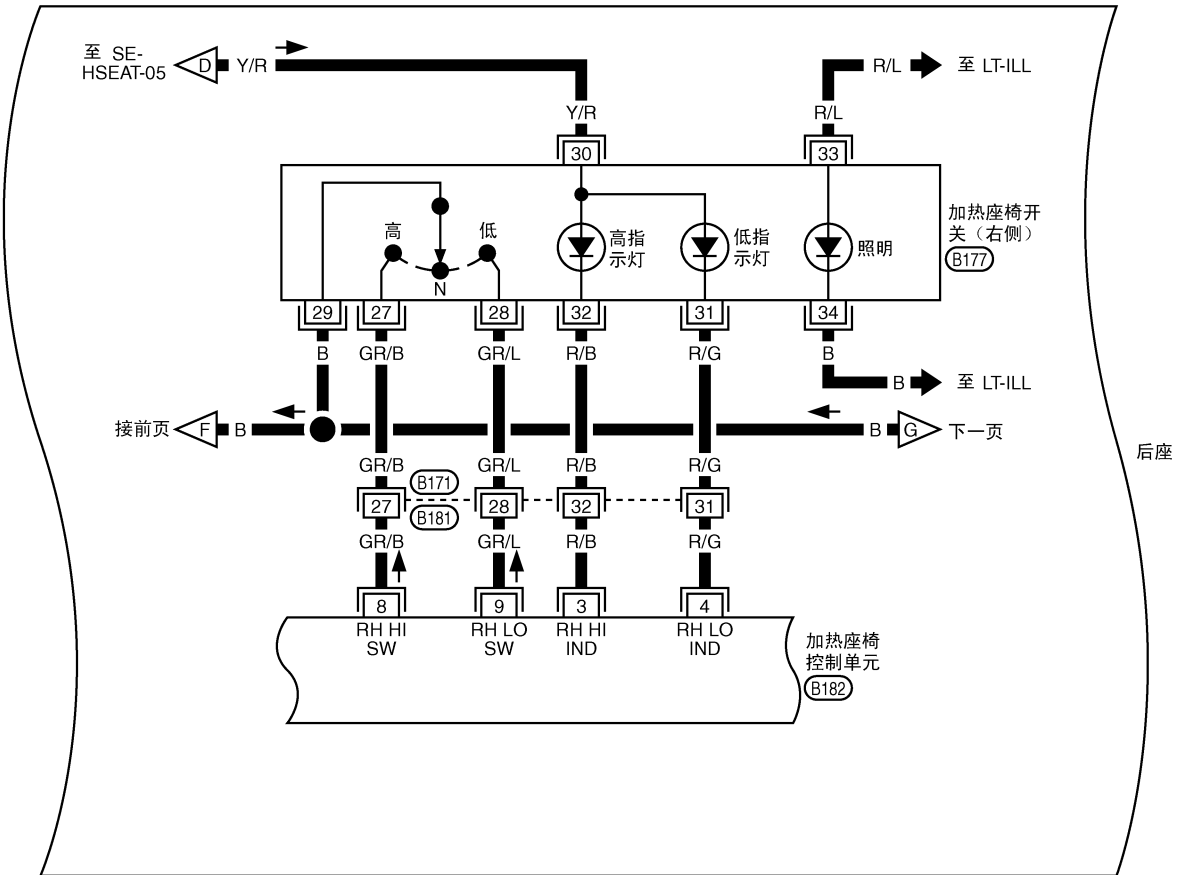 至 SE-
HSEAT-05
D
Y/R
R/L
至 LT-ILL
Y/R
R/L
30
33
高
低
N
高指
示灯
低指
示灯
照明
加热座椅开
关（右侧）
B177
29
27
28
32
31
34
B
GR/B
GR/L
R/B
R/G
B
B
至 LT-ILL
接前页
F
B
B
G
下一页
后座
GR/B
GR/L
R/B
R/G
B171
27
28
32
31
B181
GR/B
GR/L
R/B
R/G
8
9
3
4
RH HI
SW
RH LO
SW
RH HI
IND
RH LO
IND
加热座椅
控制单元
B182